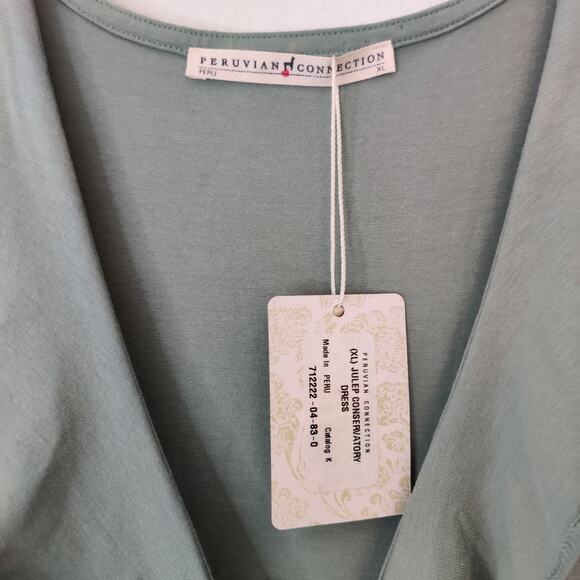 PERUVIAN CONNECTION
PERU XL
PERUVIAN CONNECTION
(XL) JULEP CONSERVATORY
DRESS
Made In PERU Catalog K
712222-04-83-0